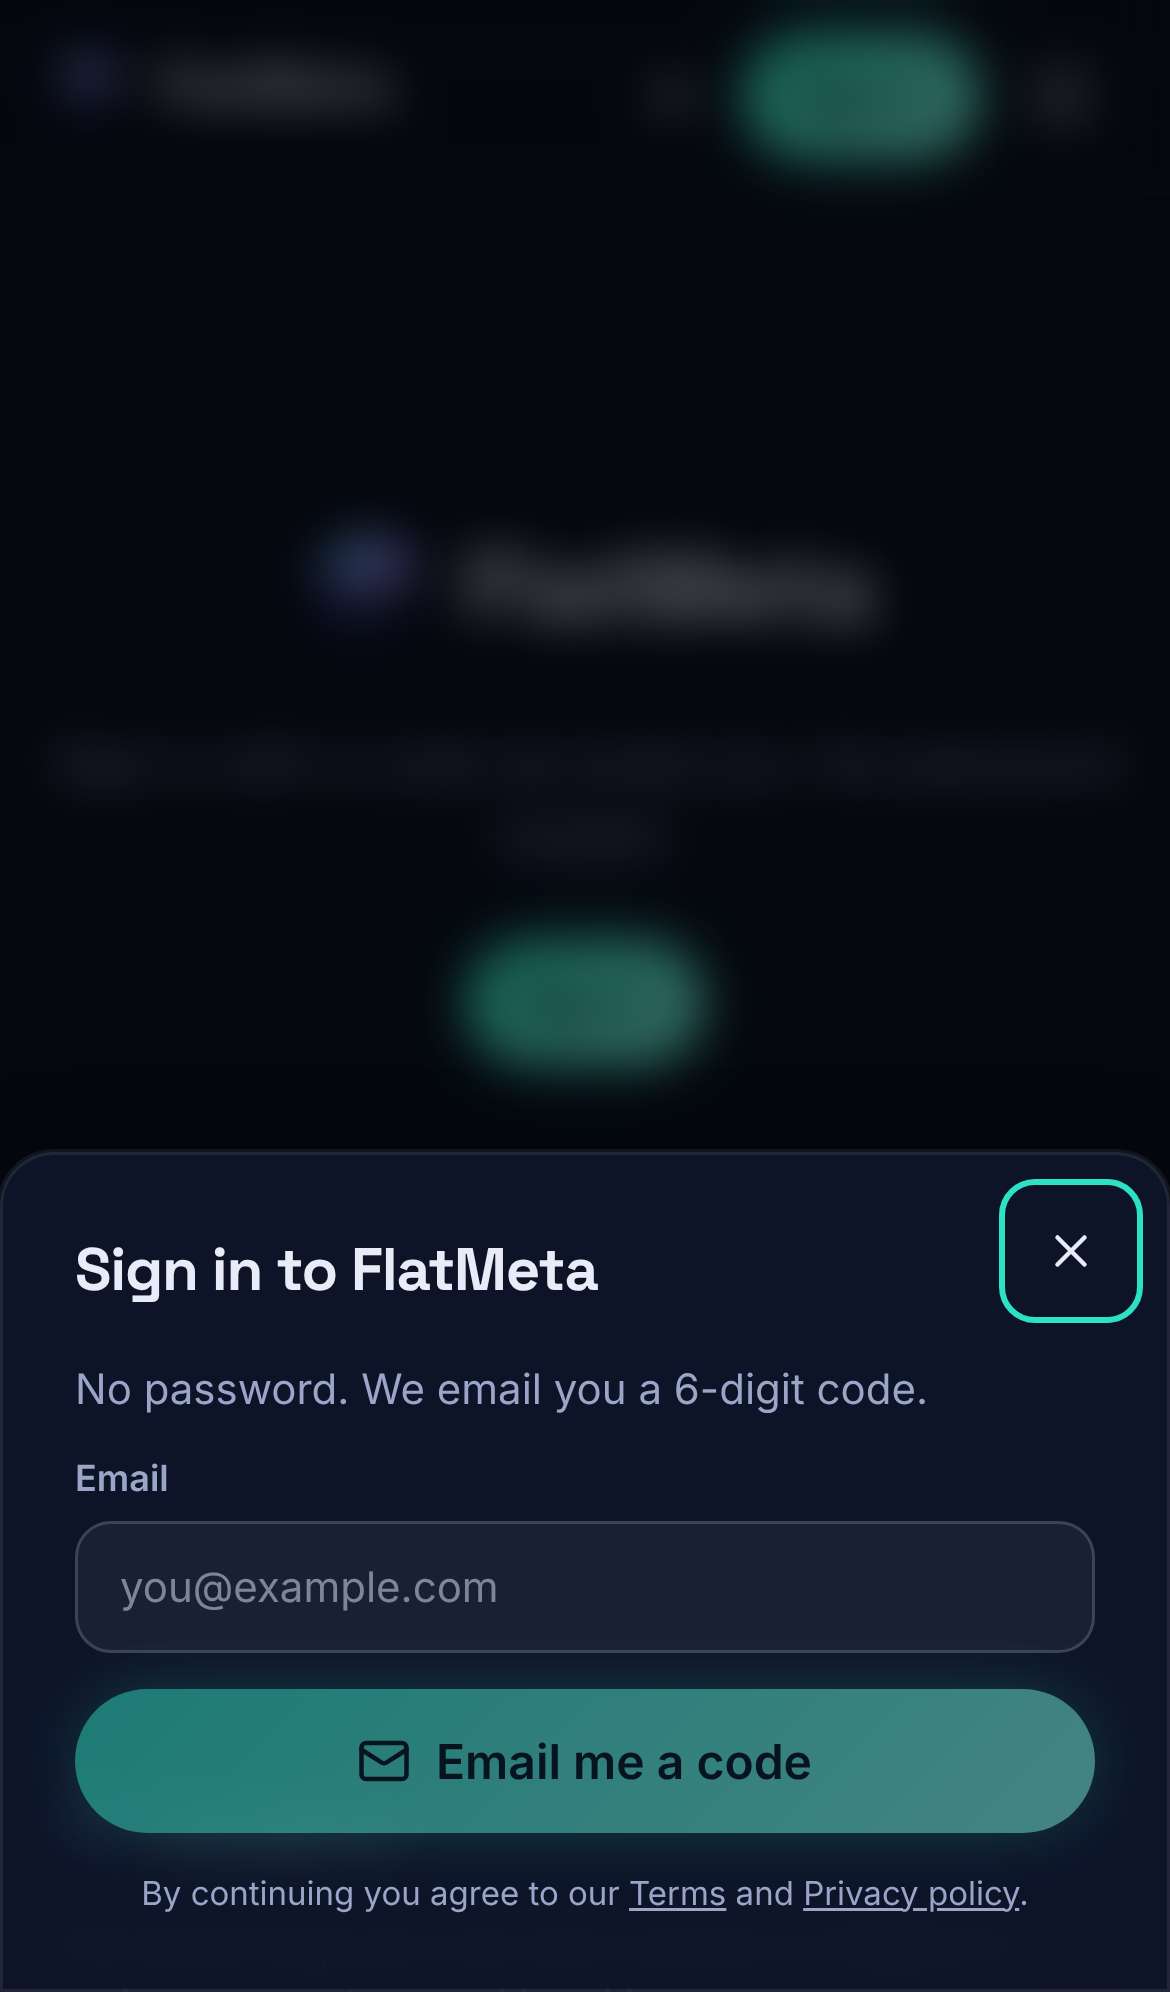 Sign in to FlatMeta
No password. We email you a 6-digit code.
Email
you@example.com
Email me a code
By continuing you agree to our Terms and Privacy policy.